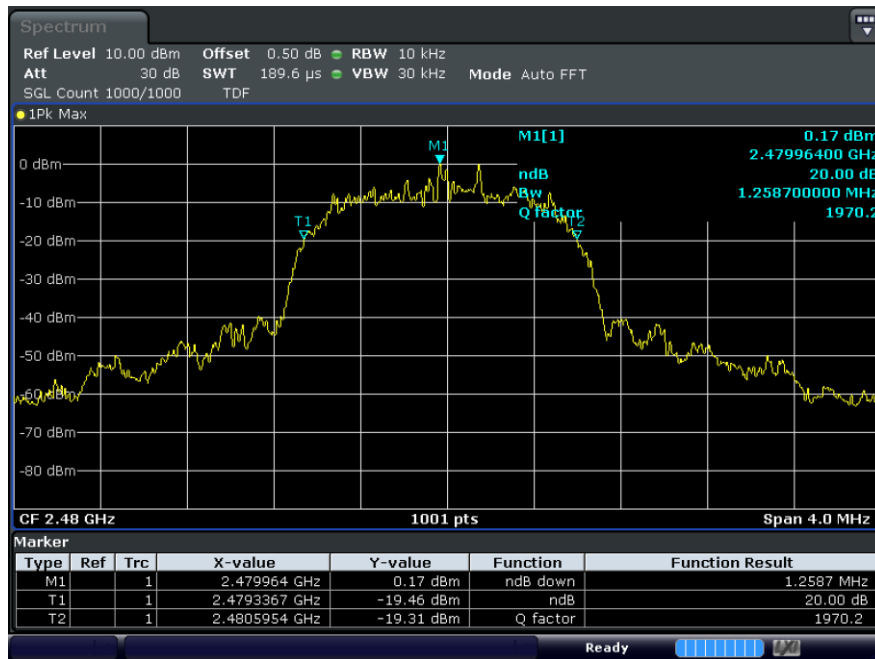 Spectrum
Ref Level 10.00 dBm Offset 0.50 dB RBW 10 kHz
Att 30 dB SWT 189.6 µs VBW 30 kHz Mode Auto FFT
SGL Count 1000/1000 TDF
1Pk Max
M1[1] 0.17 dBm
2.47996400 GHz
M1
0 dBm
ndB 20.00 dB
Bw 1.258700000 MHz
-10 dBm
Q factor 1970.2
T1 T2
-20 dBm
-30 dBm
-40 dBm
-50 dBm
-60 dBm
-70 dBm
-80 dBm
CF 2.48 GHz 1001 pts Span 4.0 MHz
Marker
Type Ref Trc X-value Y-value Function Function Result
M1 1 2.479964 GHz 0.17 dBm ndB down 1.2587 MHz
T1 1 2.4793367 GHz -19.46 dBm ndB 20.00 dB
T2 1 2.4805954 GHz -19.31 dBm Q factor 1970.2
Ready